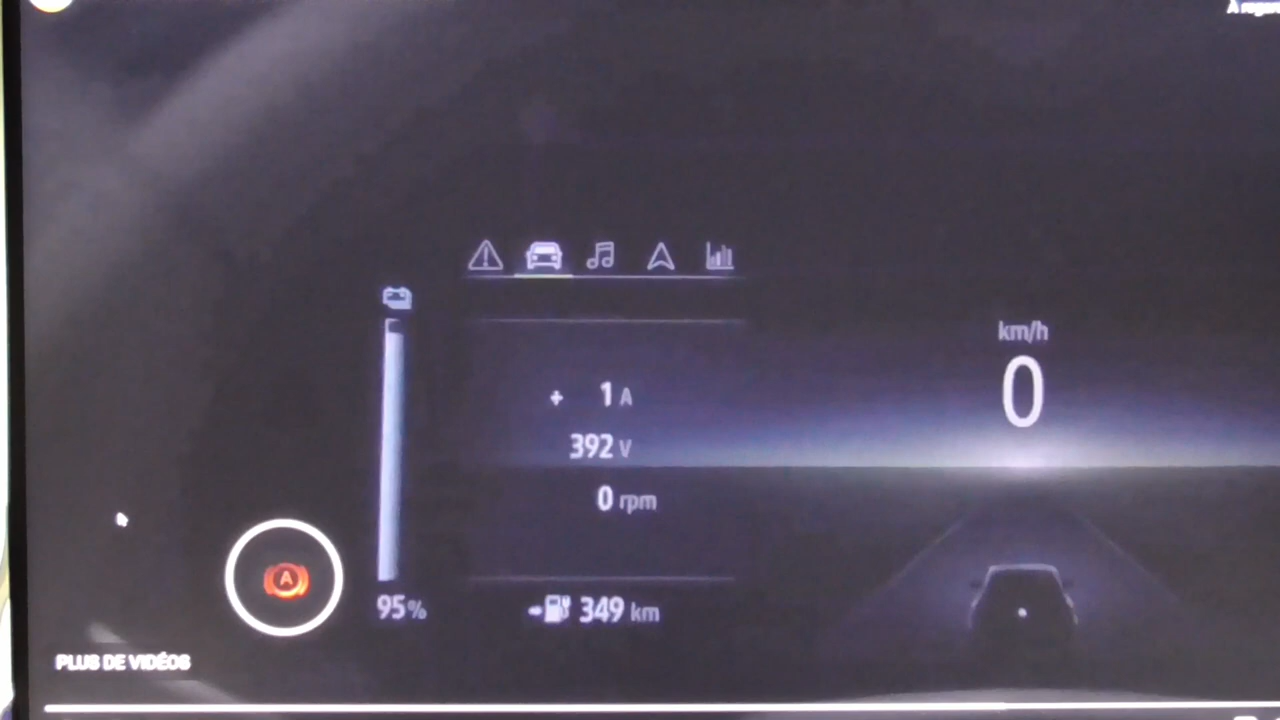 km/h
0
+ 1 A
392 V
0 rpm
A
95%
349 km
PLUS DE VIDÉOS